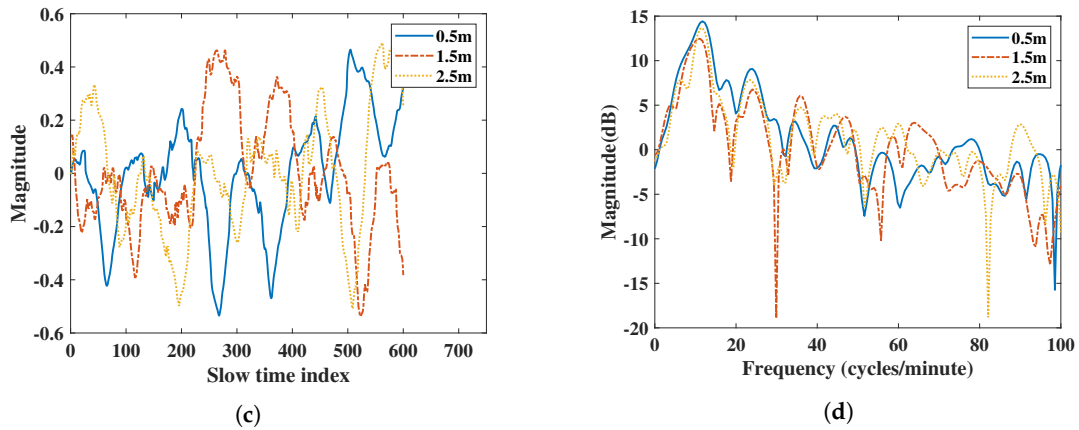 0.6
0.4
0.2
0
-0.2
-0.4
-0.6
Magnitude
0 100 200 300 400 500 600 700
Slow time index
0.5m
1.5m
2.5m
(c)
20
15
10
5
0
-5
-10
-15
-20
Magnitude(dB)
0 20 40 60 80 100
Frequency (cycles/minute)
0.5m
1.5m
2.5m
(d)